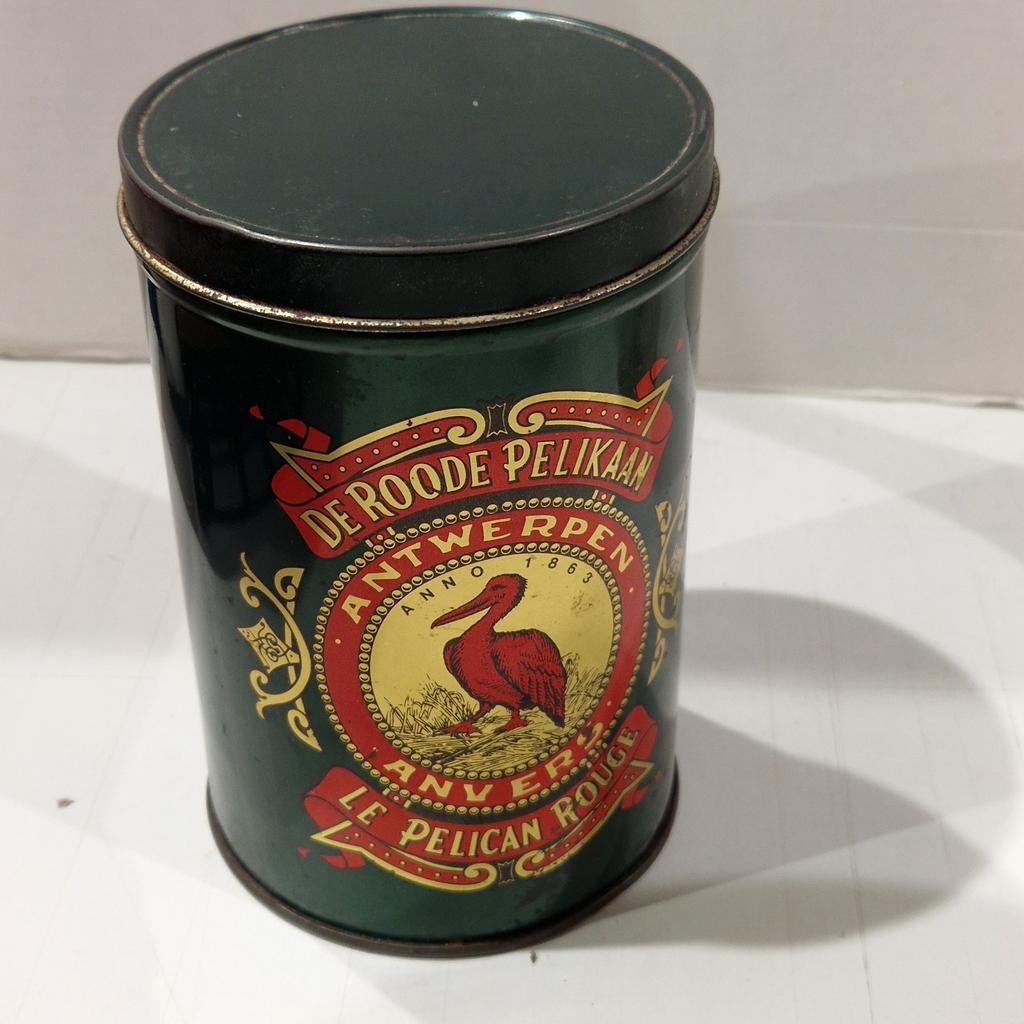 DE ROODE PELIKAAN
ANTWERPEN
ANNO 1863
ANVERS
LE PELICAN ROUGE